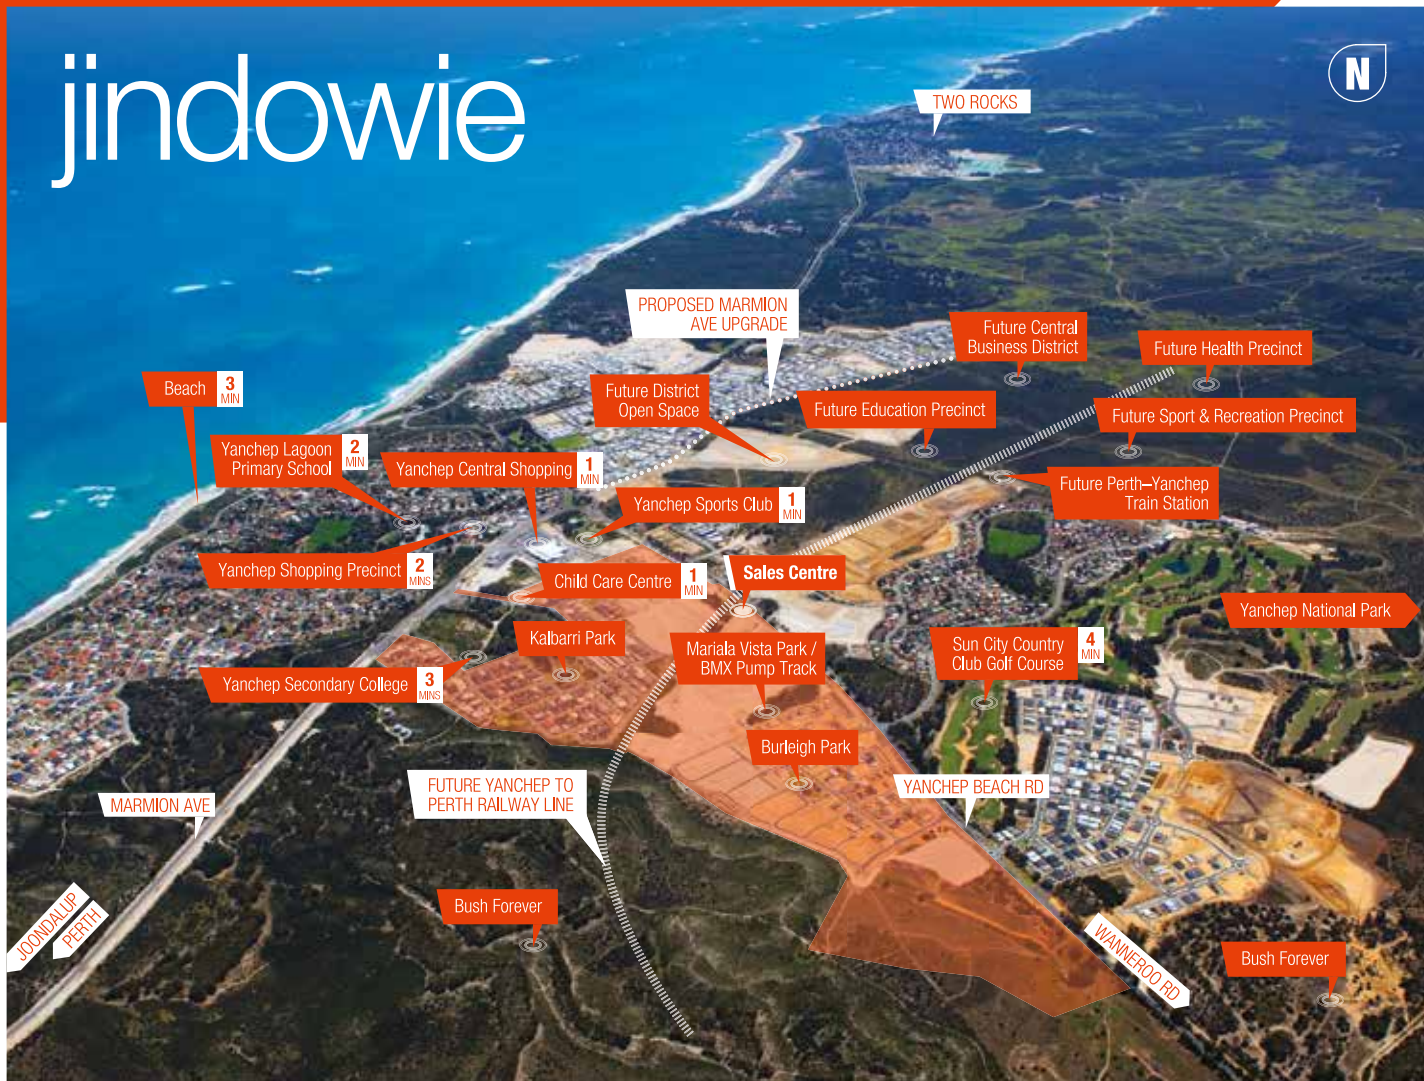 jindowie
N
TWO ROCKS
PROPOSED MARMION
AVE UPGRADE
Future Central
Business District
Future Health Precinct
Beach 3
MIN
Future District
Open Space
Future Education Precinct
Future Sport & Recreation Precinct
Yanchep Lagoon
Primary School
2
MIN
Yanchep Central Shopping 1
MIN
Yanchep Sports Club 1
MIN
Future Perth–Yanchep
Train Station
Yanchep Shopping Precinct 2
MINS
Child Care Centre 1
MIN
Sales Centre
Yanchep National Park
Kalbarri Park
Mariala Vista Park /
BMX Pump Track
Sun City Country
Club Golf Course
4
MIN
Yanchep Secondary College 3
MINS
Burleigh Park
MARMION AVE
FUTURE YANCHEP TO
PERTH RAILWAY LINE
YANCHEP BEACH RD
JOONDALUP
PERTH
Bush Forever
WANNEROO RD
Bush Forever